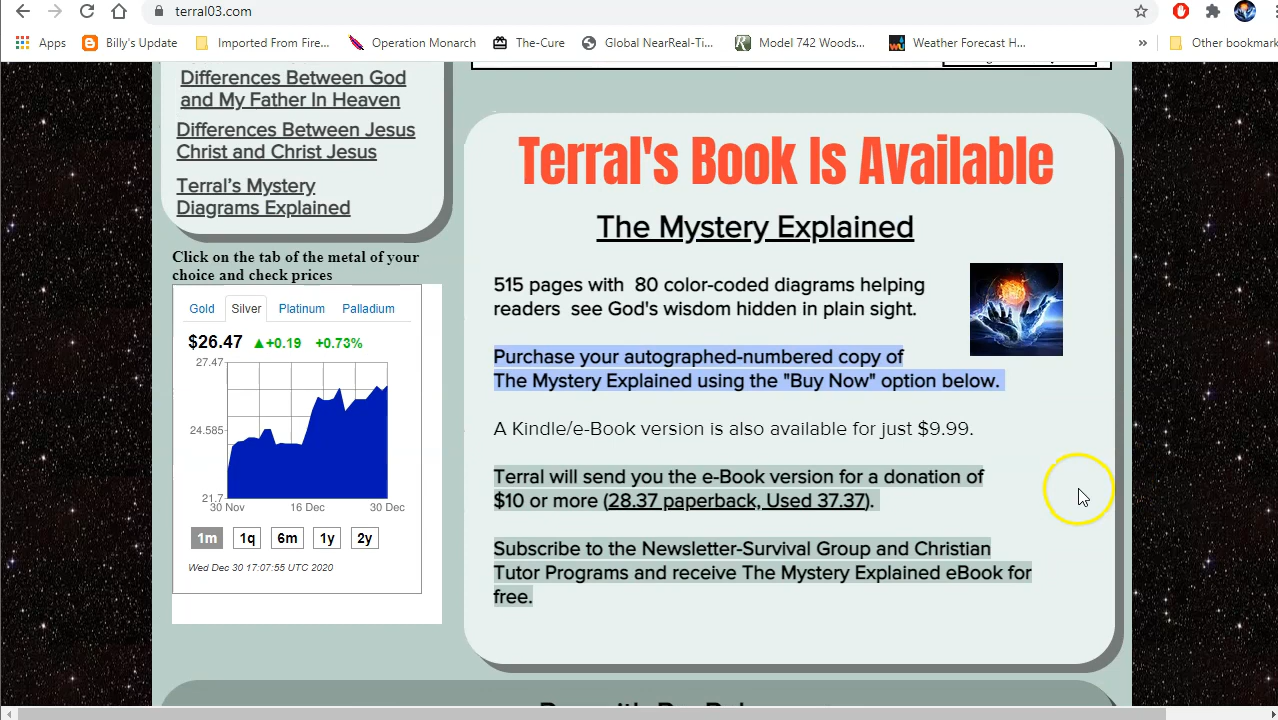 terral03.com
Apps
Billy's Update
Imported From Fire...
Operation Monarch
The-Cure
Global NearReal-Ti...
Model 742 Woods...
Weather Forecast H...
»
Other bookmark
Differences Between God
and My Father In Heaven
Differences Between Jesus
Christ and Christ Jesus
Terral’s Mystery
Diagrams Explained
Click on the tab of the metal of your
choice and check prices
Gold Silver Platinum Palladium
$26.47 ▲+0.19 +0.73%
27.47
24.585
21.7
30 Nov 16 Dec 30 Dec
1m 1q 6m 1y 2y
Wed Dec 30 17:07:55 UTC 2020
Terral's Book Is Available
The Mystery Explained
515 pages with 80 color-coded diagrams helping
readers see God's wisdom hidden in plain sight.
Purchase your autographed-numbered copy of
The Mystery Explained using the "Buy Now" option below.
A Kindle/e-Book version is also available for just $9.99.
Terral will send you the e-Book version for a donation of
$10 or more (28.37 paperback, Used 37.37).
Subscribe to the Newsletter-Survival Group and Christian
Tutor Programs and receive The Mystery Explained eBook for
free.